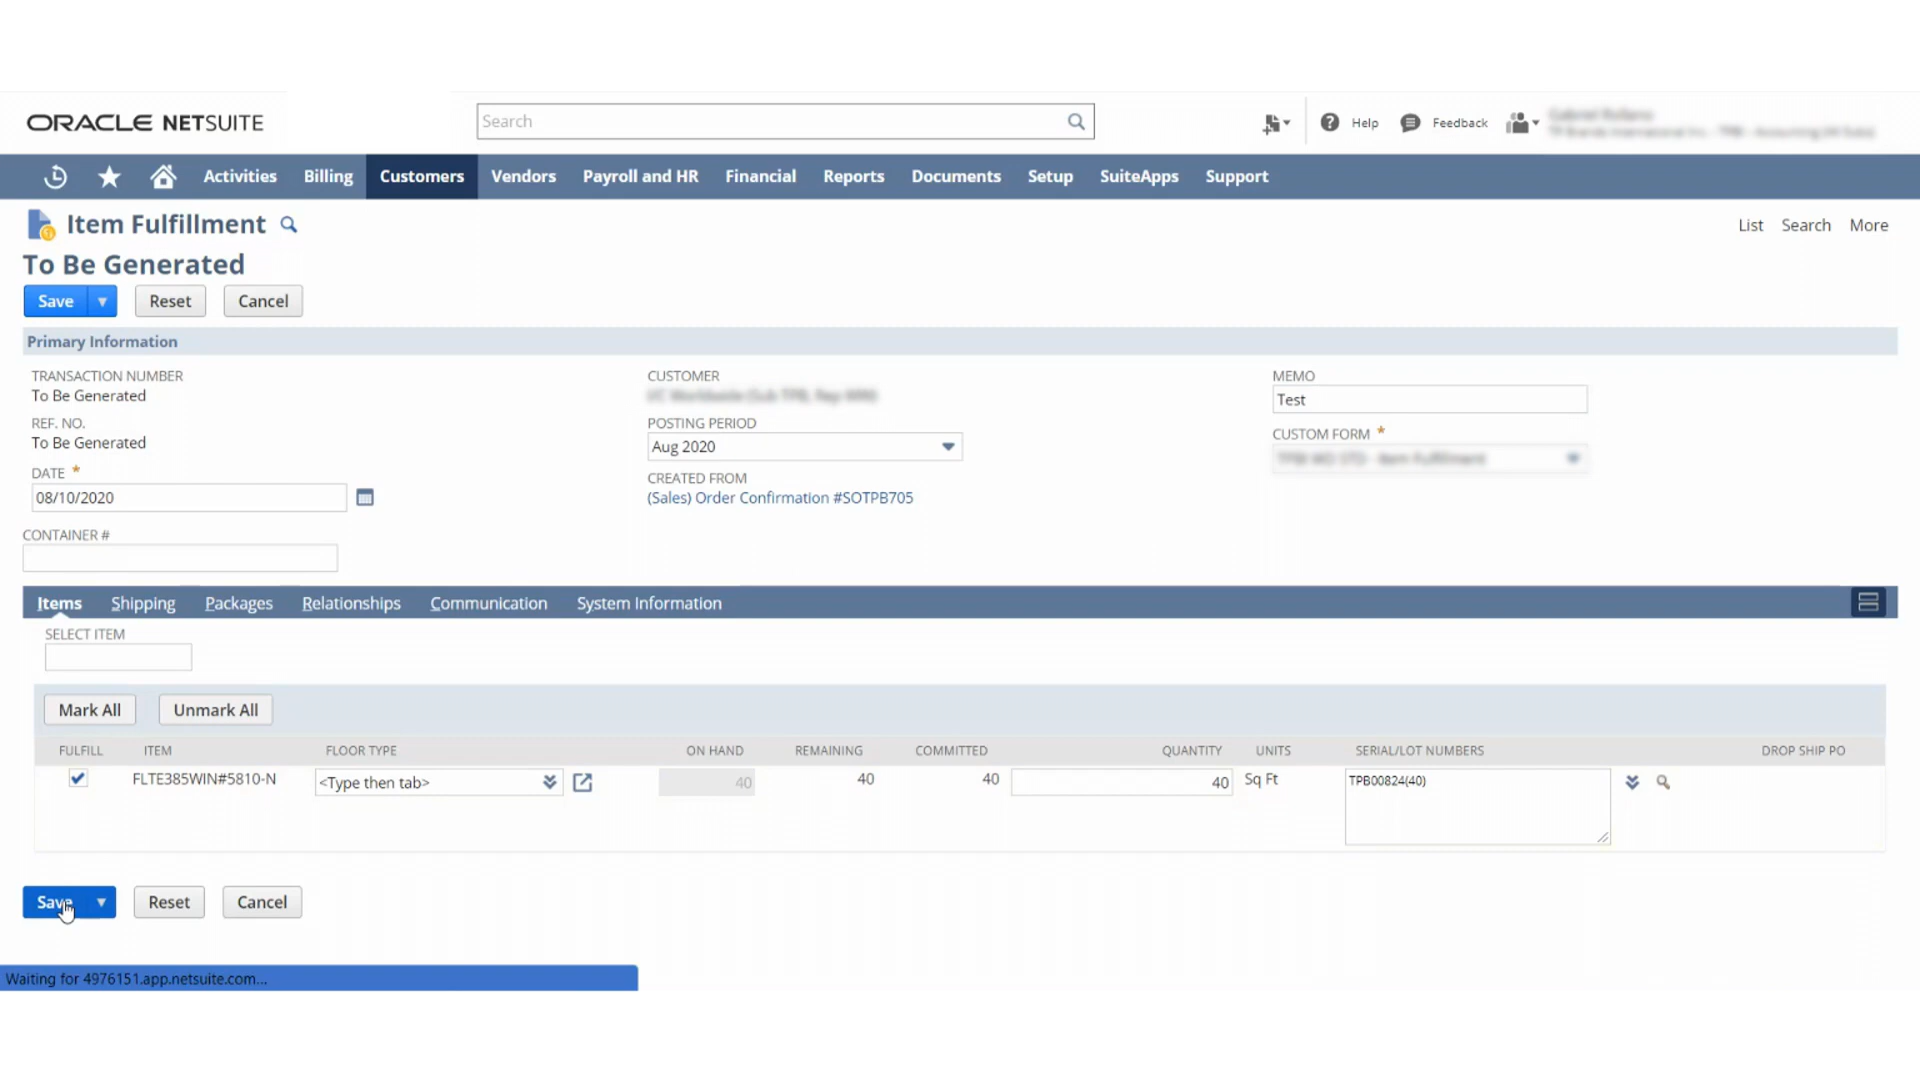 ORACLE NETSUITE
Search
Help
Feedback
Activities Billing Customers Vendors Payroll and HR Financial Reports Documents Setup SuiteApps Support
Item Fulfillment
List Search More
To Be Generated
Save Reset Cancel
Primary Information
TRANSACTION NUMBER
To Be Generated
REF. NO.
To Be Generated
DATE *
08/10/2020
CONTAINER #
CUSTOMER
POSTING PERIOD
Aug 2020
CREATED FROM
(Sales) Order Confirmation #SOTPB705
MEMO
Test
CUSTOM FORM *
Items Shipping Packages Relationships Communication System Information
SELECT ITEM
Mark All Unmark All
FULFILL ITEM FLOOR TYPE ON HAND REMAINING COMMITTED QUANTITY UNITS SERIAL/LOT NUMBERS DROP SHIP PO
FLTE385WIN#5810-N <Type then tab> 40 40 40 40 Sq Ft TPB00824(40)
Save Reset Cancel
Waiting for 4976151.app.netsuite.com...